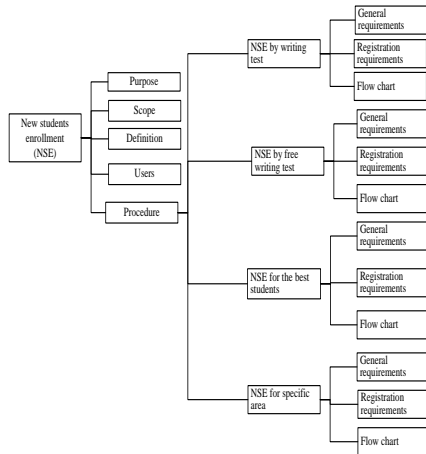 New students
enrollment
(NSE)
Purpose
Scope
Definition
Users
Procedure
NSE by writing
test
General
requirements
Registration
requirements
Flow chart
NSE by free
writing test
General
requirements
Registration
requirements
Flow chart
NSE for the best
students
General
requirements
Registration
requirements
Flow chart
NSE for specific
area
General
requirements
Registration
requirements
Flow chart